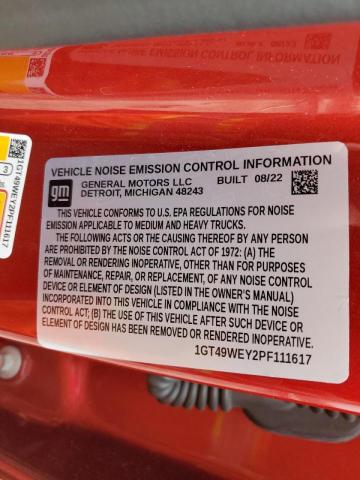 VEHICLE NOISE EMISSION CONTROL INFORMATION
gm
GENERAL MOTORS LLC BUILT 08/22
DETROIT, MICHIGAN 48243
THIS VEHICLE CONFORMS TO U.S. EPA REGULATIONS FOR NOISE
EMISSION APPLICABLE TO MEDIUM AND HEAVY TRUCKS.
THE FOLLOWING ACTS OR THE CAUSING THEREOF BY ANY PERSON
ARE PROHIBITED BY THE NOISE CONTROL ACT OF 1972: (A) THE
REMOVAL OR RENDERING INOPERATIVE, OTHER THAN FOR PURPOSES
OF MAINTENANCE, REPAIR, OR REPLACEMENT, OF ANY NOISE CONTROL
DEVICE OR ELEMENT OF DESIGN (LISTED IN THE OWNER'S MANUAL)
INCORPORATED INTO THIS VEHICLE IN COMPLIANCE WITH THE NOISE
CONTROL ACT; (B) THE USE OF THIS VEHICLE AFTER SUCH DEVICE OR
ELEMENT OF DESIGN HAS BEEN REMOVED OR RENDERED INOPERATIVE.
1GT49WEY2PF111617
1GT49WEY2PF111617
3